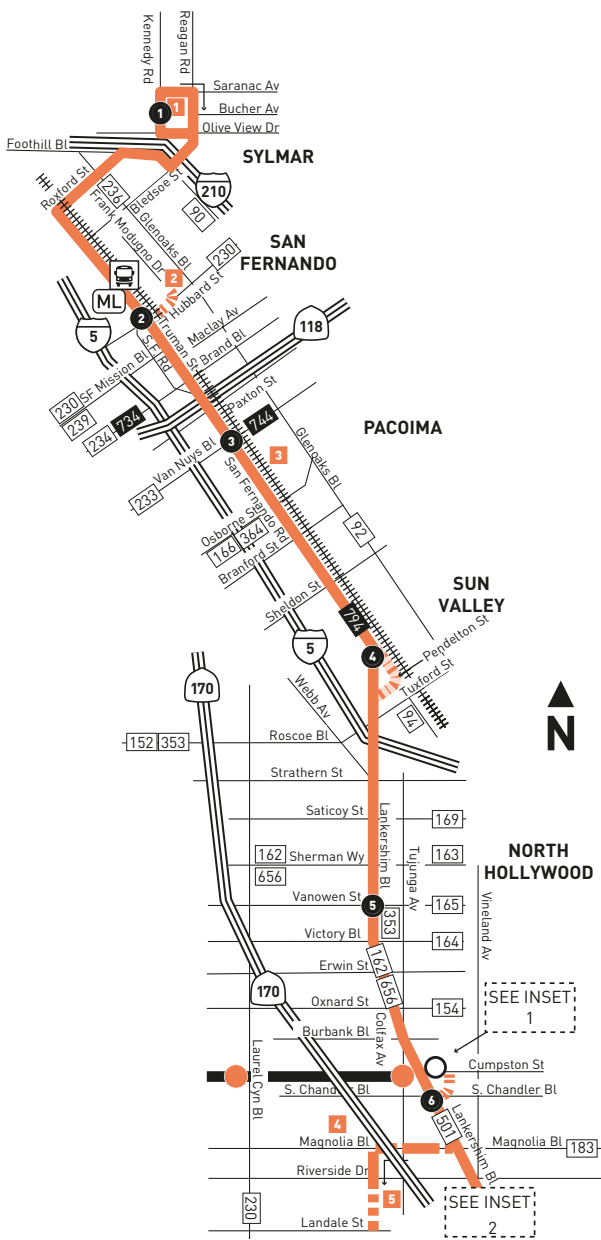 Kennedy Rd
Reagan Rd
Saranac Av
1
1
Bucher Av
Olive View Dr
Foothill Bl
SYLMAR
210
Roxford St
236
Bledsoe St
90
Frank Modugno Dr
Glenoaks Bl
SAN
FERNANDO
230
2
Hubbard St
ML
2
5
Truman St
S.F. Rd
Maclay Av
Brand Bl
118
SF Mission Bl
230
239
234
734
Paxton St
744
PACOIMA
3
3
Van Nuys Bl
233
Glenoaks Bl
San Fernando Rd
Osborne St
166
364
Branford St
92
Sheldon St
SUN
VALLEY
794
Pendelton St
4
5
Tuxford St
94
170
Webb Av
N
152
353
Roscoe Bl
Strathern St
Saticoy St
169
Lankershim Bl
Tujunga Av
162
Sherman Wy
163
656
NORTH
HOLLYWOOD
Vineland Av
Vanowen St
5
165
353
Victory Bl
164
Erwin St
162
656
170
Oxnard St
154
SEE INSET
1
Burbank Bl
Colfax Av
Laurel Cyn Bl
Cumpston St
S. Chandler Bl
S. Chandler Bl
6
501
Lankershim Bl
4
Magnolia Bl
Magnolia Bl
183
Riverside Dr
5
230
Landale St
SEE INSET
2